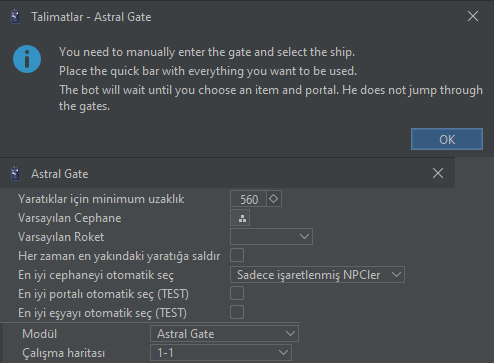 Talimatlar - Astral Gate
You need to manually enter the gate and select the ship.
Place the quick bar with everything you want to be used.
The bot will wait until you choose an item and portal. He does not jump through
the gates.
OK
Astral Gate
Yaratıklar için minimum uzaklık 560
Varsayılan Cephane
Varsayılan Roket
Her zaman en yakındaki yaratığa saldır
En iyi cephaneyi otomatik seç Sadece işaretlenmiş NPCler
En iyi portalı otomatik seç (TEST)
En iyi eşyayı otomatik seç (TEST)
Modül Astral Gate
Çalışma haritası 1-1